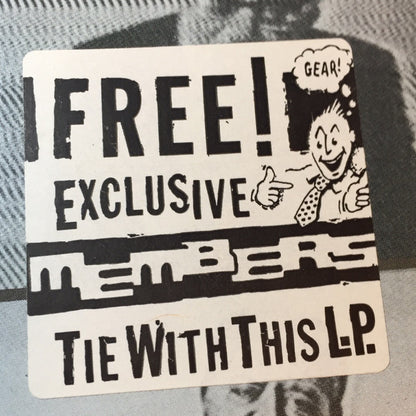 FREE!
GEAR!
EXCLUSIVE
MEMBERS
TIE WITH THIS L.P.